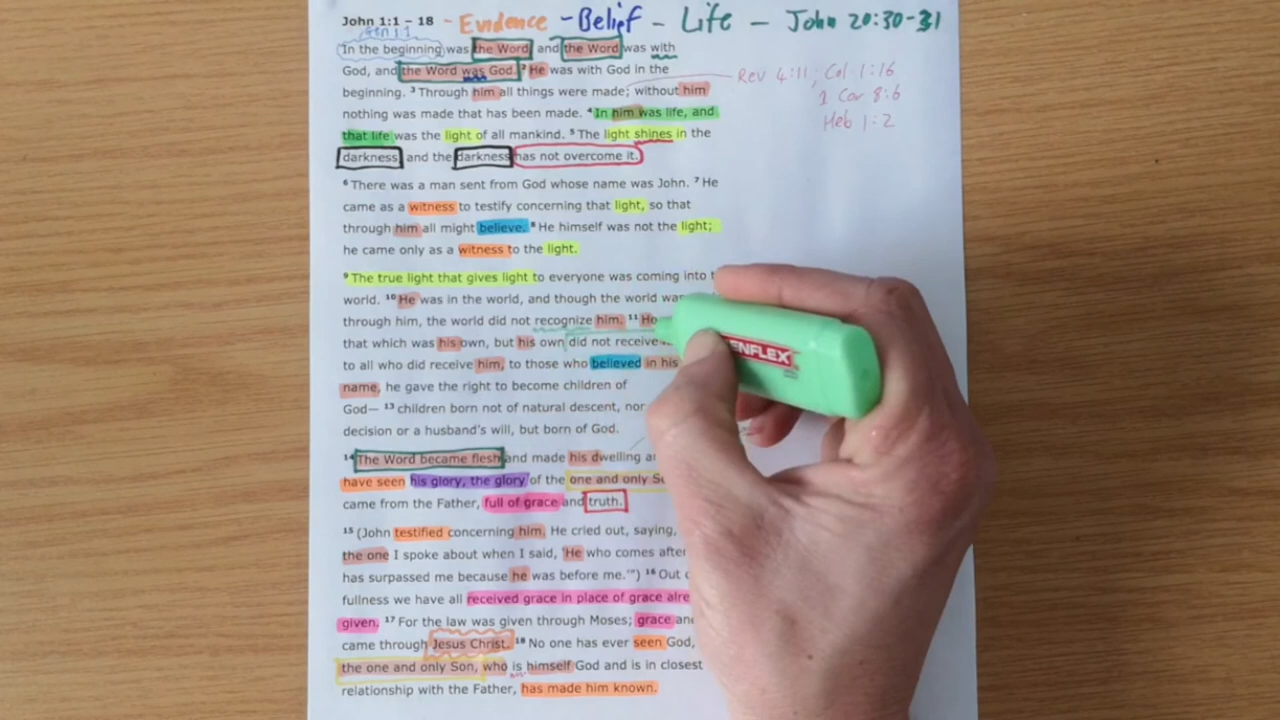 John 1:1 – 18 - Evidence - Belief - Life - John 20:30-31
Gen 1:1
In the beginning was the Word and the Word was with
God, and the Word was God. ² He was with God in the
beginning. ³ Through him all things were made; without him
nothing was made that has been made. ⁴ In him was life, and
that life was the light of all mankind. ⁵ The light shines in the
darkness and the darkness has not overcome it.
Rev 4:11; Col 1:16
1 Cor 8:6
Heb 1:2
⁶ There was a man sent from God whose name was John. ⁷ He
came as a witness to testify concerning that light, so that
through him all might believe. ⁸ He himself was not the light;
he came only as a witness to the light.
⁹ The true light that gives light to everyone was coming into
world. ¹⁰ He was in the world, and though the world was
through him, the world did not recognize him. ¹¹ He
that which was his own, but his own did not receive
to all who did receive him, to those who believed in his
name, he gave the right to become children of
God— ¹³ children born not of natural descent, nor
decision or a husband's will, but born of God.
¹⁴ The Word became flesh and made his dwelling
have seen his glory, the glory of the one and only
came from the Father, full of grace and truth.
¹⁵ (John testified concerning him. He cried out, saying,
the one I spoke about when I said, 'He who comes after
has surpassed me because he was before me.'") ¹⁶ Out
fullness we have all received grace in place of grace
given. ¹⁷ For the law was given through Moses; grace
came through Jesus Christ. ¹⁸ No one has ever seen God,
the one and only Son, who is himself God and is in closest
relationship with the Father, has made him known.
ENFLEX